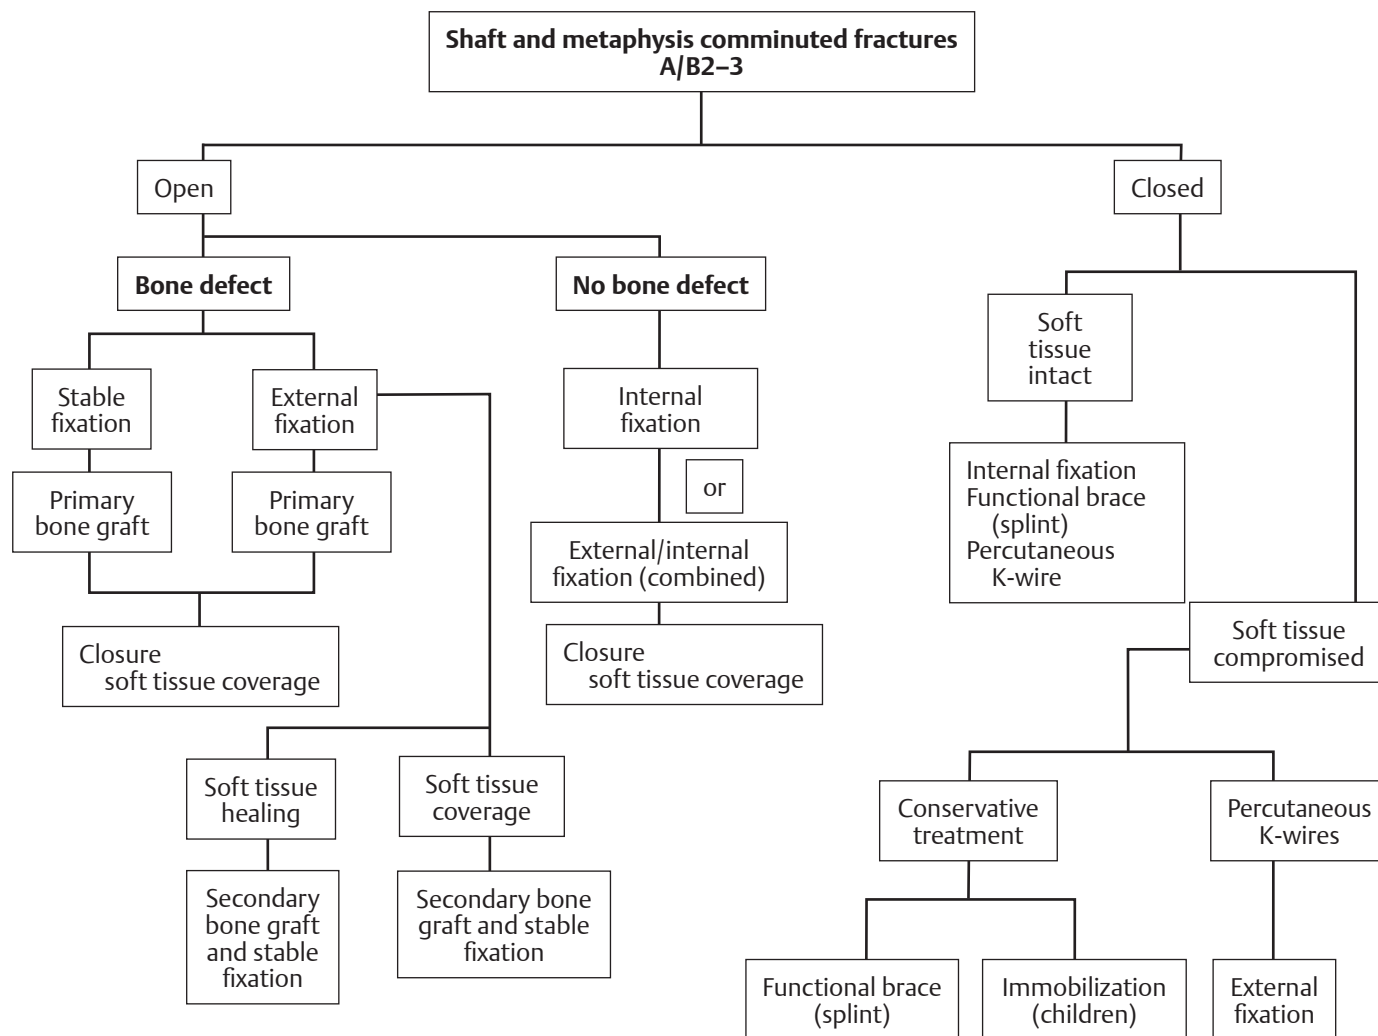 Shaft and metaphysis comminuted fractures
A/B2–3
Open
Closed
Bone defect
No bone defect
Soft
tissue
intact
Stable
fixation
External
fixation
Internal
fixation
Primary
bone graft
Primary
bone graft
or
Internal fixation
Functional brace
(splint)
Percutaneous
K-wire
External/internal
fixation (combined)
Closure
soft tissue coverage
Closure
soft tissue coverage
Soft tissue
compromised
Soft tissue
healing
Soft tissue
coverage
Conservative
treatment
Percutaneous
K-wires
Secondary
bone graft
and stable
fixation
Secondary bone
graft and stable
fixation
Functional brace
(splint)
Immobilization
(children)
External
fixation